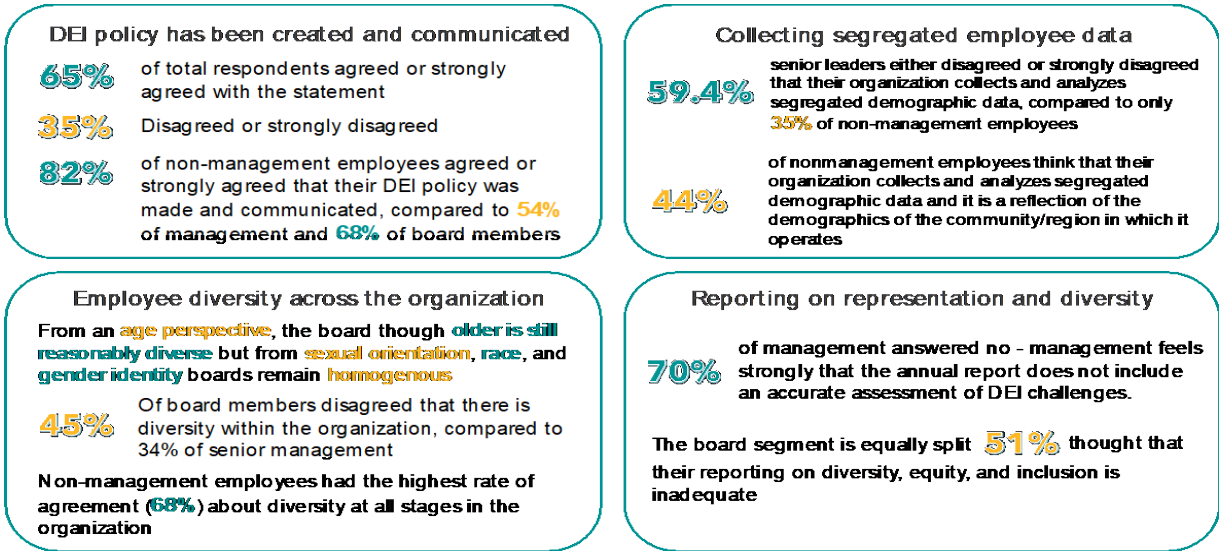 DEI policy has been created and communicated
65% of total respondents agreed or strongly
agreed with the statement
35% Disagreed or strongly disagreed
82% of non-management employees agreed or
strongly agreed that their DEI policy was
made and communicated, compared to 54%
of management and 68% of board members
Collecting segregated employee data
senior leaders either disagreed or strongly disagreed
59.4% that their organization collects and analyzes
segregated demographic data, compared to only
35% of non-management employees
of nonmanagement employees think that their
organization collects and analyzes segregated
44% demographic data and it is a reflection of the
demographics of the community/region in which it
operates
Employee diversity across the organization
From an age perspective, the board though older is still
reasonably diverse but from sexual orientation, race, and
gender identity boards remain homogenous
Of board members disagreed that there is
45% diversity within the organization, compared to
34% of senior management
Non-management employees had the highest rate of
agreement (68%) about diversity at all stages in the
organization
Reporting on representation and diversity
of management answered no - management feels
70% strongly that the annual report does not include
an accurate assessment of DEI challenges.
The board segment is equally split 51% thought that
their reporting on diversity, equity, and inclusion is
inadequate